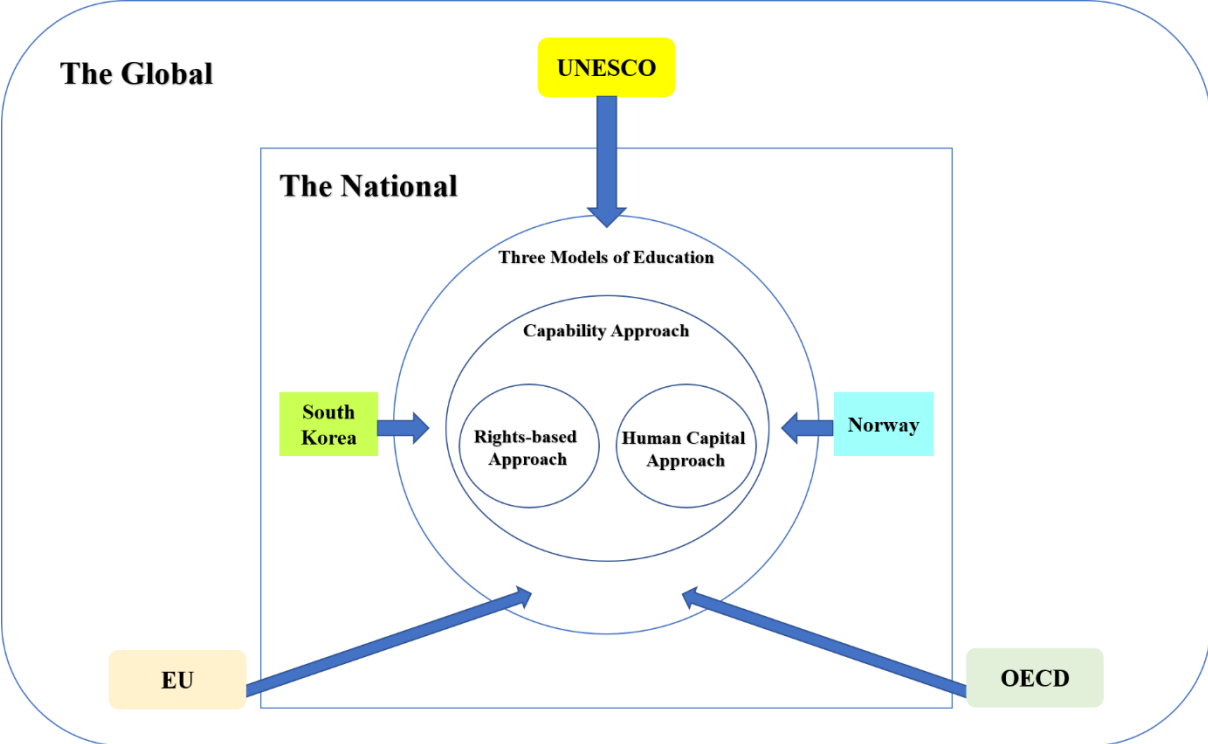 The Global
UNESCO
The National
Three Models of Education
Capability Approach
South
Korea
Rights-based
Approach
Human Capital
Approach
Norway
EU
OECD